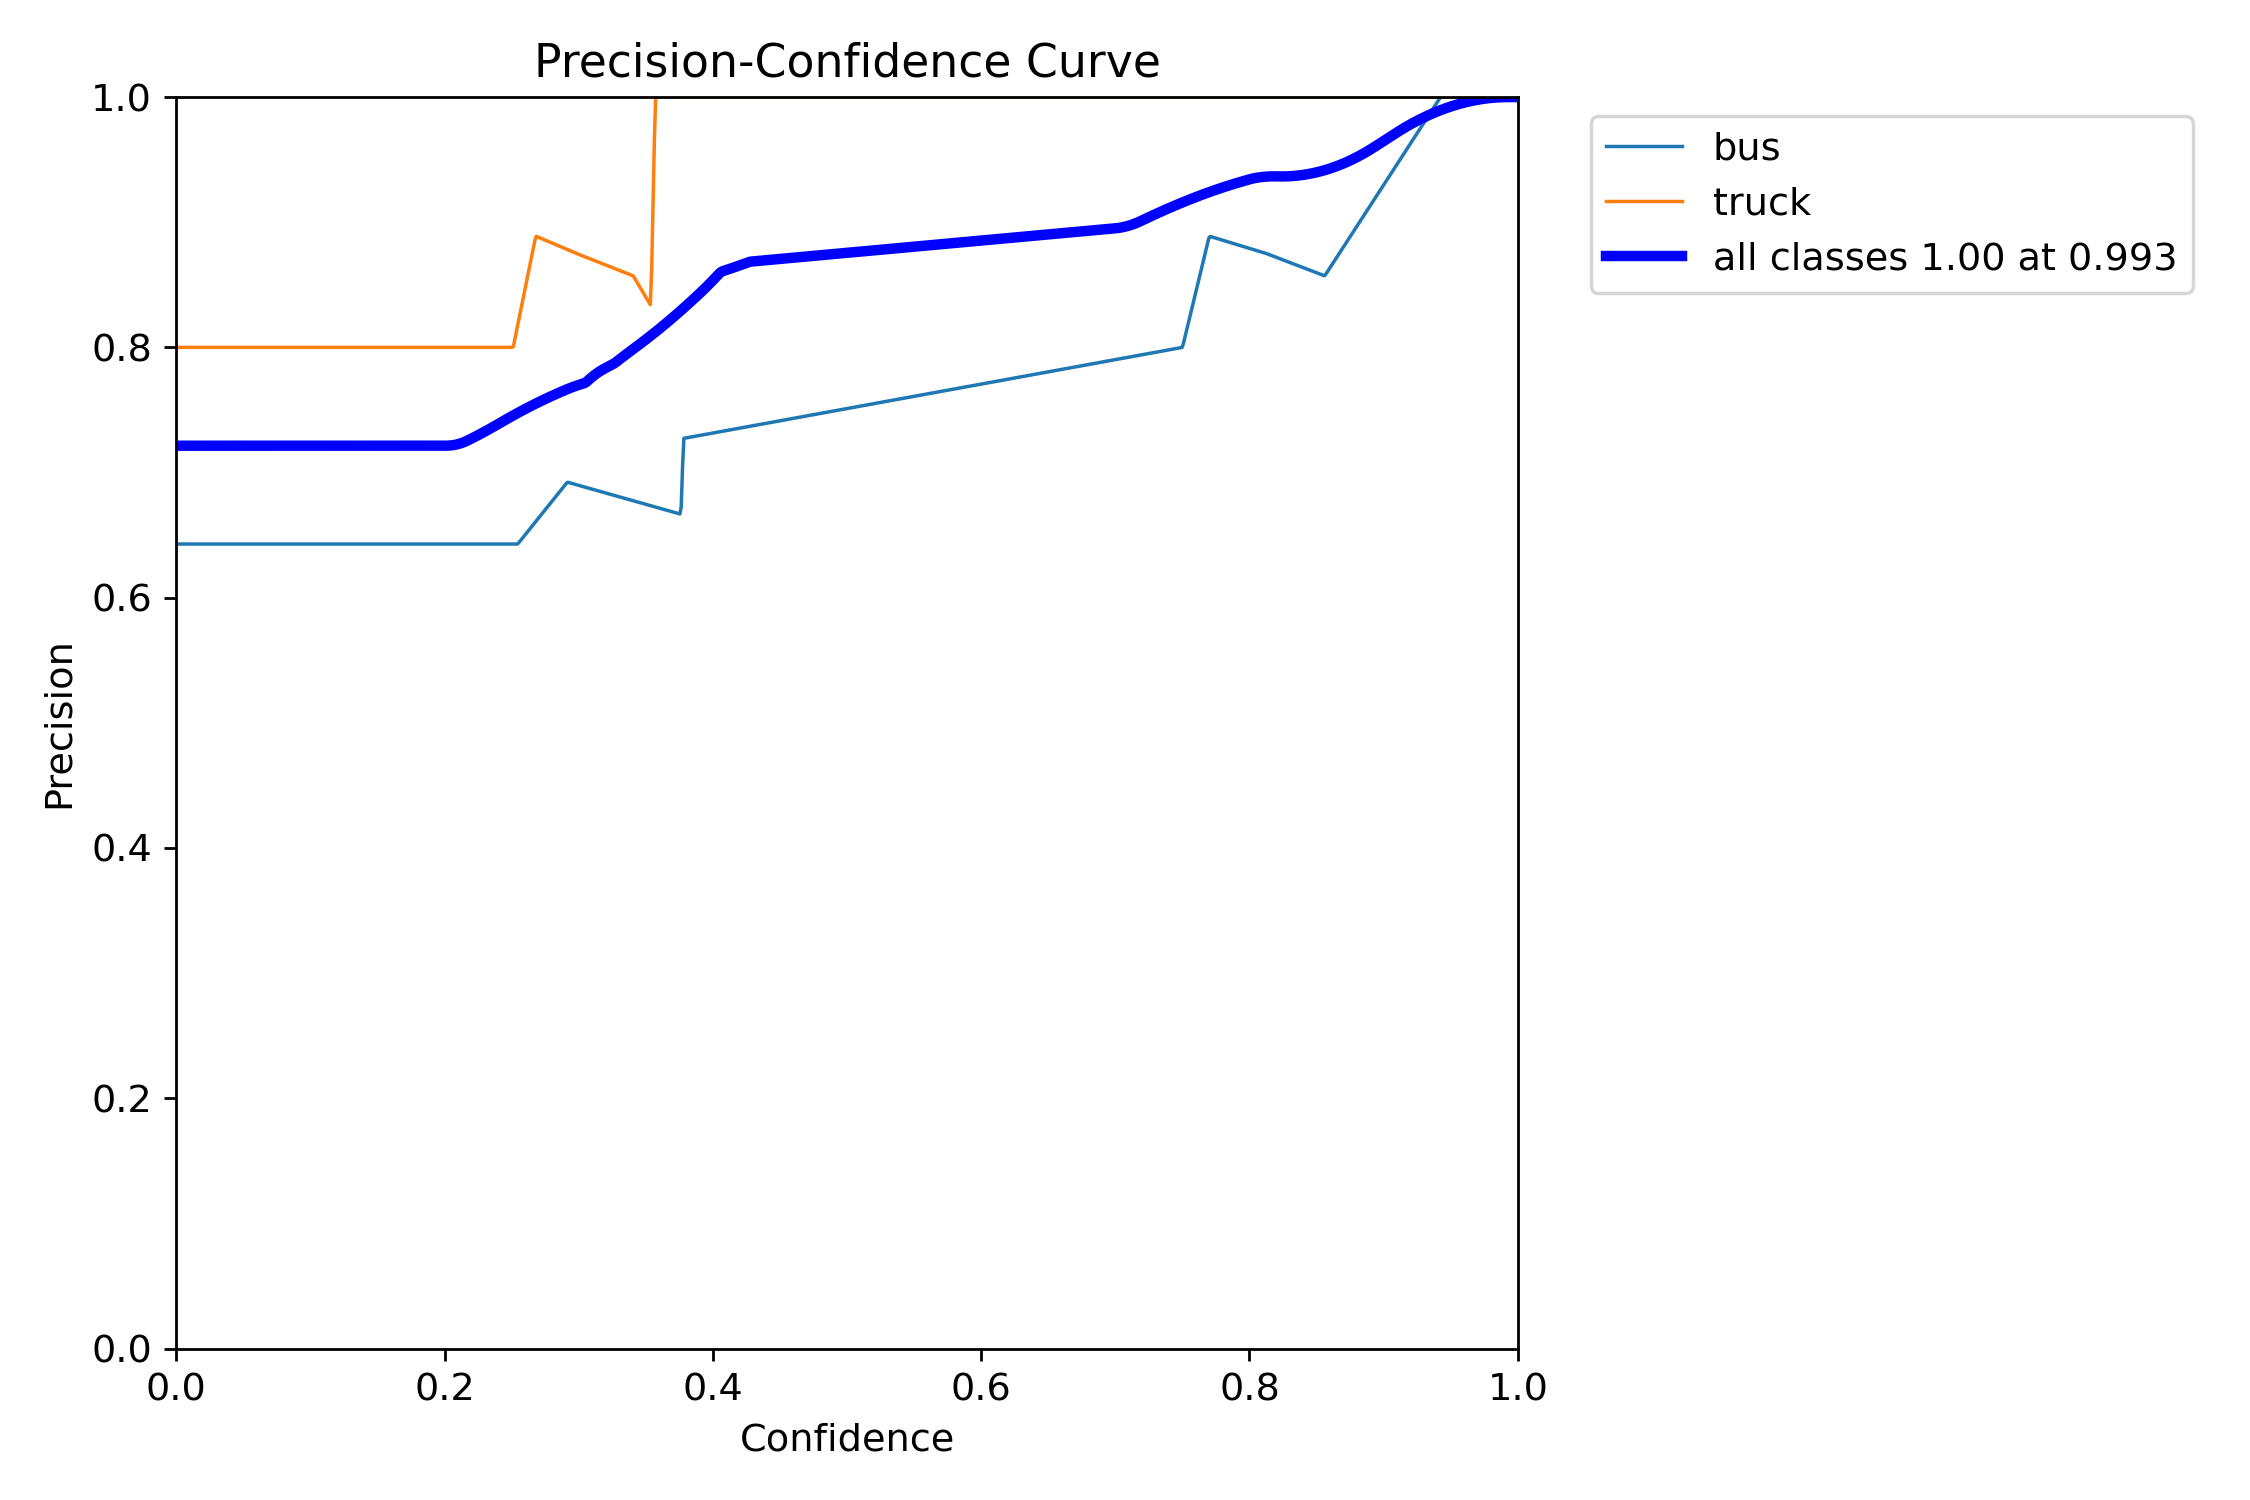 Precision-Confidence Curve
1.0
0.8
0.6
0.4
0.2
0.0
Precision
0.0 0.2 0.4 0.6 0.8 1.0
Confidence
bus
truck
all classes 1.00 at 0.993